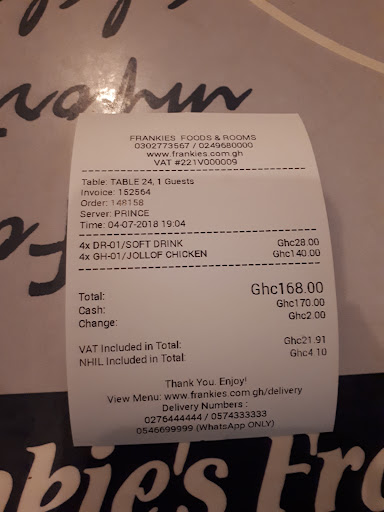 FRANKIES FOODS & ROOMS
0302773567 / 0249680000
www.frankies.com.gh
VAT #221V000009
Table: TABLE 24, 1 Guests
Invoice: 152564
Order: 148158
Server: PRINCE
Time: 04-07-2018 19:04
4x DR-01/SOFT DRINK Ghc28.00
4x GH-01/JOLLOF CHICKEN Ghc140.00
Total: Ghc168.00
Cash: Ghc170.00
Change: Ghc2.00
VAT Included in Total: Ghc21.91
NHIL Included in Total: Ghc4.10
Thank You. Enjoy!
View Menu: www.frankies.com.gh/delivery
Delivery Numbers :
0276444444 / 0574333333
0546699999 (WhatsApp ONLY)